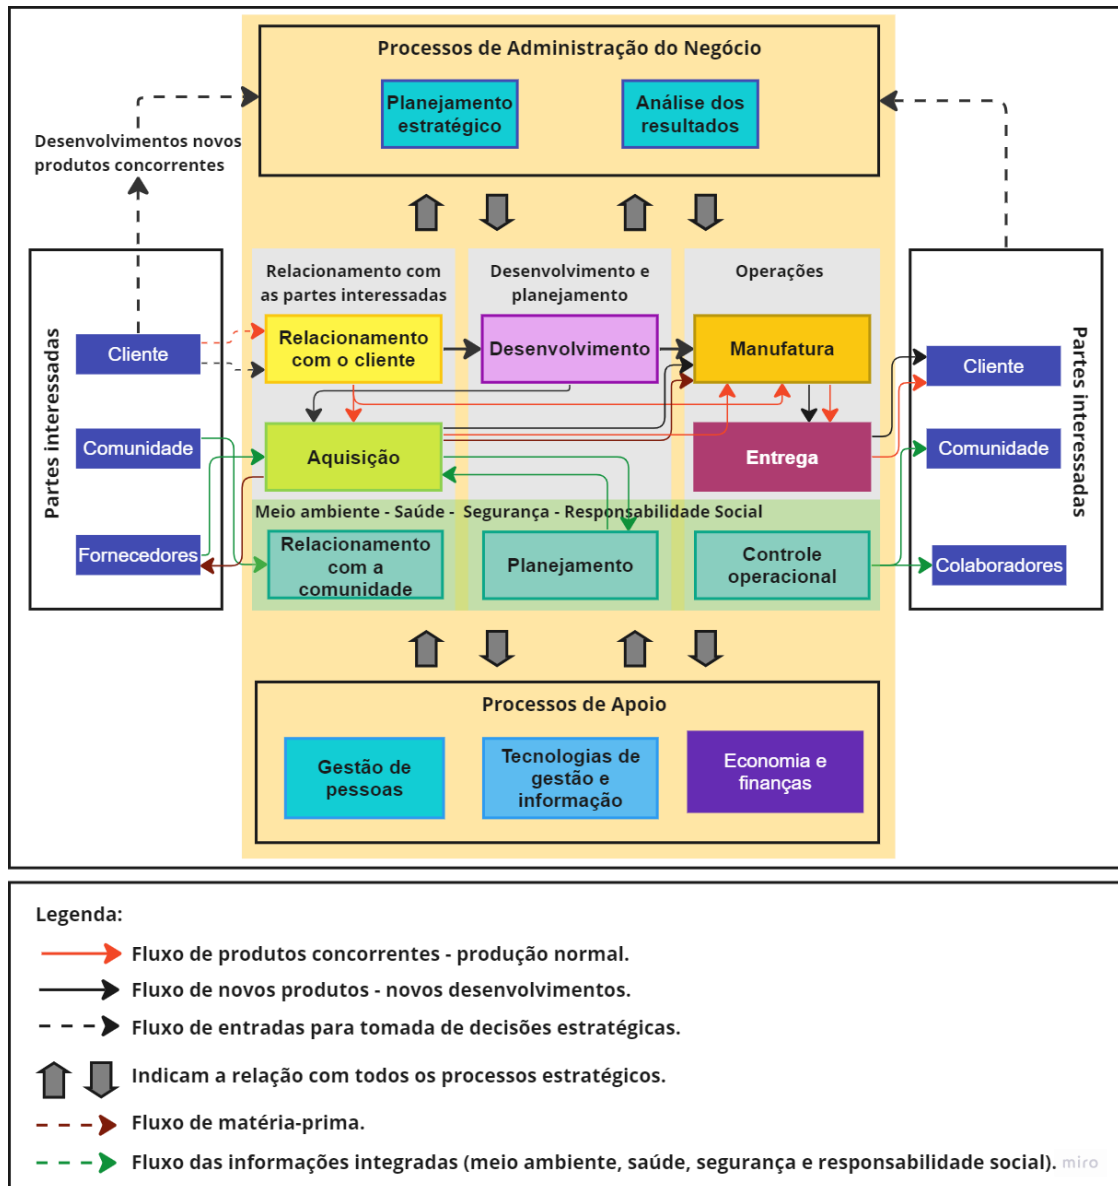 Processos de Administração do Negócio
Planejamento
estratégico
Análise dos
resultados
Desenvolvimentos novos
produtos concorrentes
Relacionamento com
as partes interessadas
Desenvolvimento e
planejamento
Operações
Partes interessadas
Cliente
Comunidade
Fornecedores
Relacionamento
com o cliente
Desenvolvimento
Manufatura
Aquisição
Entrega
Meio ambiente - Saúde - Segurança - Responsabilidade Social
Relacionamento
com a
comunidade
Planejamento
Controle
operacional
Cliente
Comunidade
Colaboradores
Partes interessadas
Processos de Apoio
Gestão de
pessoas
Tecnologias de
gestão e
informação
Economia e
finanças
Legenda:
Fluxo de produtos concorrentes - produção normal.
Fluxo de novos produtos - novos desenvolvimentos.
Fluxo de entradas para tomada de decisões estratégicas.
Indicam a relação com todos os processos estratégicos.
Fluxo de matéria-prima.
Fluxo das informações integradas (meio ambiente, saúde, segurança e responsabilidade social).
miro